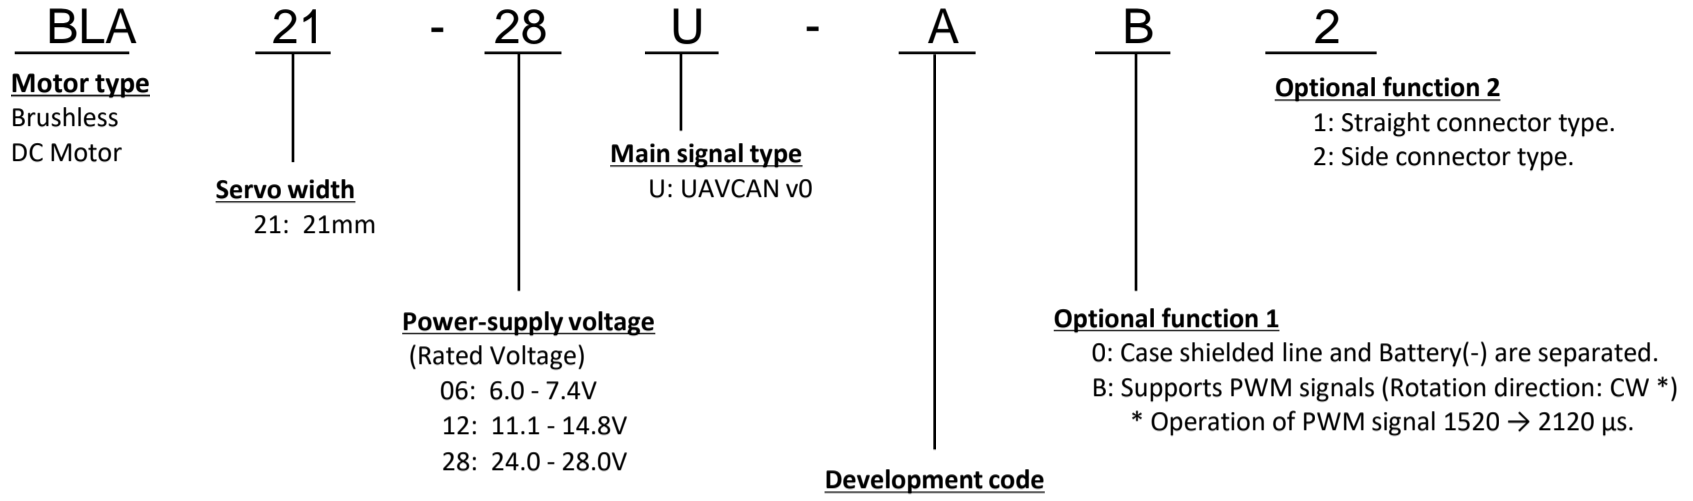 BLA 21 - 28 U - A B 2
Motor type
Brushless
DC Motor
Servo width
21: 21mm
Power-supply voltage
(Rated Voltage)
06: 6.0 - 7.4V
12: 11.1 - 14.8V
28: 24.0 - 28.0V
Main signal type
U: UAVCAN v0
Development code
Optional function 1
0: Case shielded line and Battery(-) are separated.
B: Supports PWM signals (Rotation direction: CW *)
* Operation of PWM signal 1520 → 2120 μs.
Optional function 2
1: Straight connector type.
2: Side connector type.